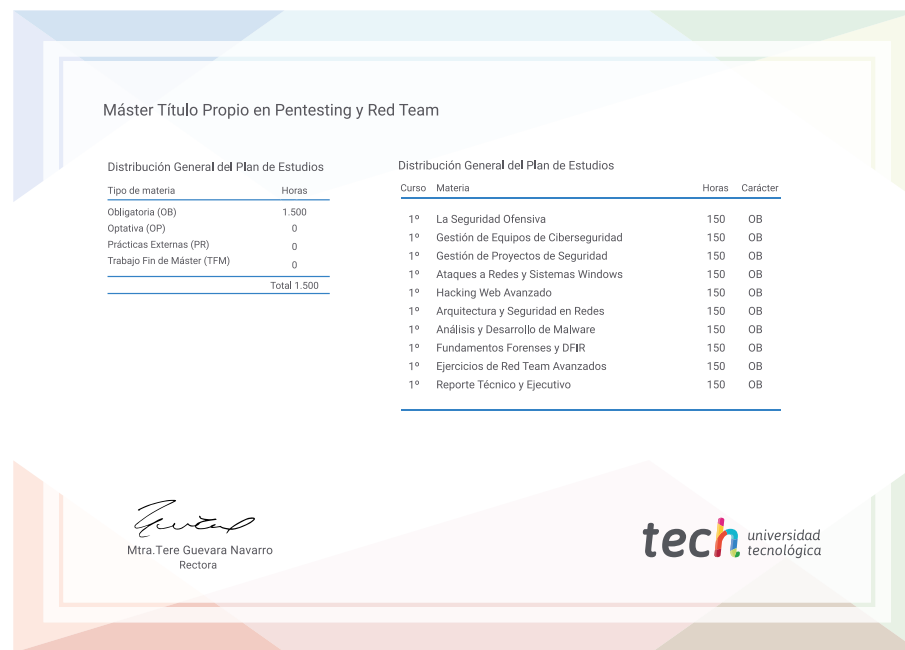 Máster Título Propio en Pentesting y Red Team
Distribución General del Plan de Estudios
Tipo de materia Horas
Obligatoria (OB) 1.500
Optativa (OP) 0
Prácticas Externas (PR) 0
Trabajo Fin de Máster (TFM) 0
Total 1.500
Distribución General del Plan de Estudios
Curso Materia Horas Carácter
1º La Seguridad Ofensiva 150 OB
1º Gestión de Equipos de Ciberseguridad 150 OB
1º Gestión de Proyectos de Seguridad 150 OB
1º Ataques a Redes y Sistemas Windows 150 OB
1º Hacking Web Avanzado 150 OB
1º Arquitectura y Seguridad en Redes 150 OB
1º Análisis y Desarrollo de Malware 150 OB
1º Fundamentos Forenses y DFIR 150 OB
1º Ejercicios de Red Team Avanzados 150 OB
1º Reporte Técnico y Ejecutivo 150 OB
Mtra.Tere Guevara Navarro
Rectora
tech universidad
tecnológica